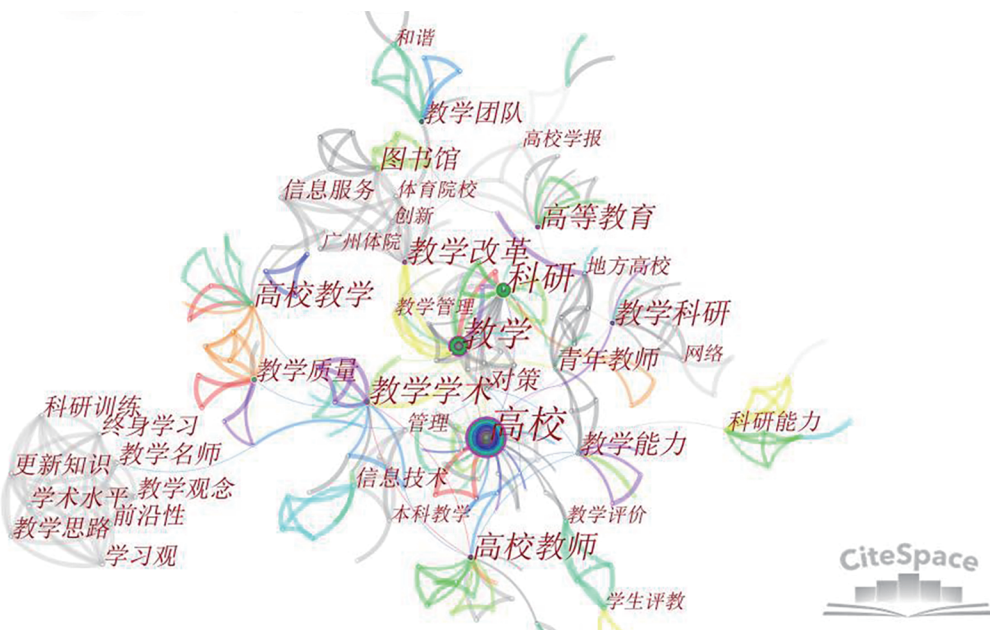 和谐
教学团队
高校学报
图书馆
信息服务
体育院校
创新
高等教育
广州体院
教学改革
地方高校
科研
高校教学
教学管理
教学科研
教学
网络
青年教师
教学质量
对策
教学学术
科研训练
管理
高校
科研能力
终身学习
教学能力
教学名师
更新知识
信息技术
教学观念
学术水平
本科教学
教学评价
前沿性
教学思路
高校教师
学习观
CiteSpace
学生评教